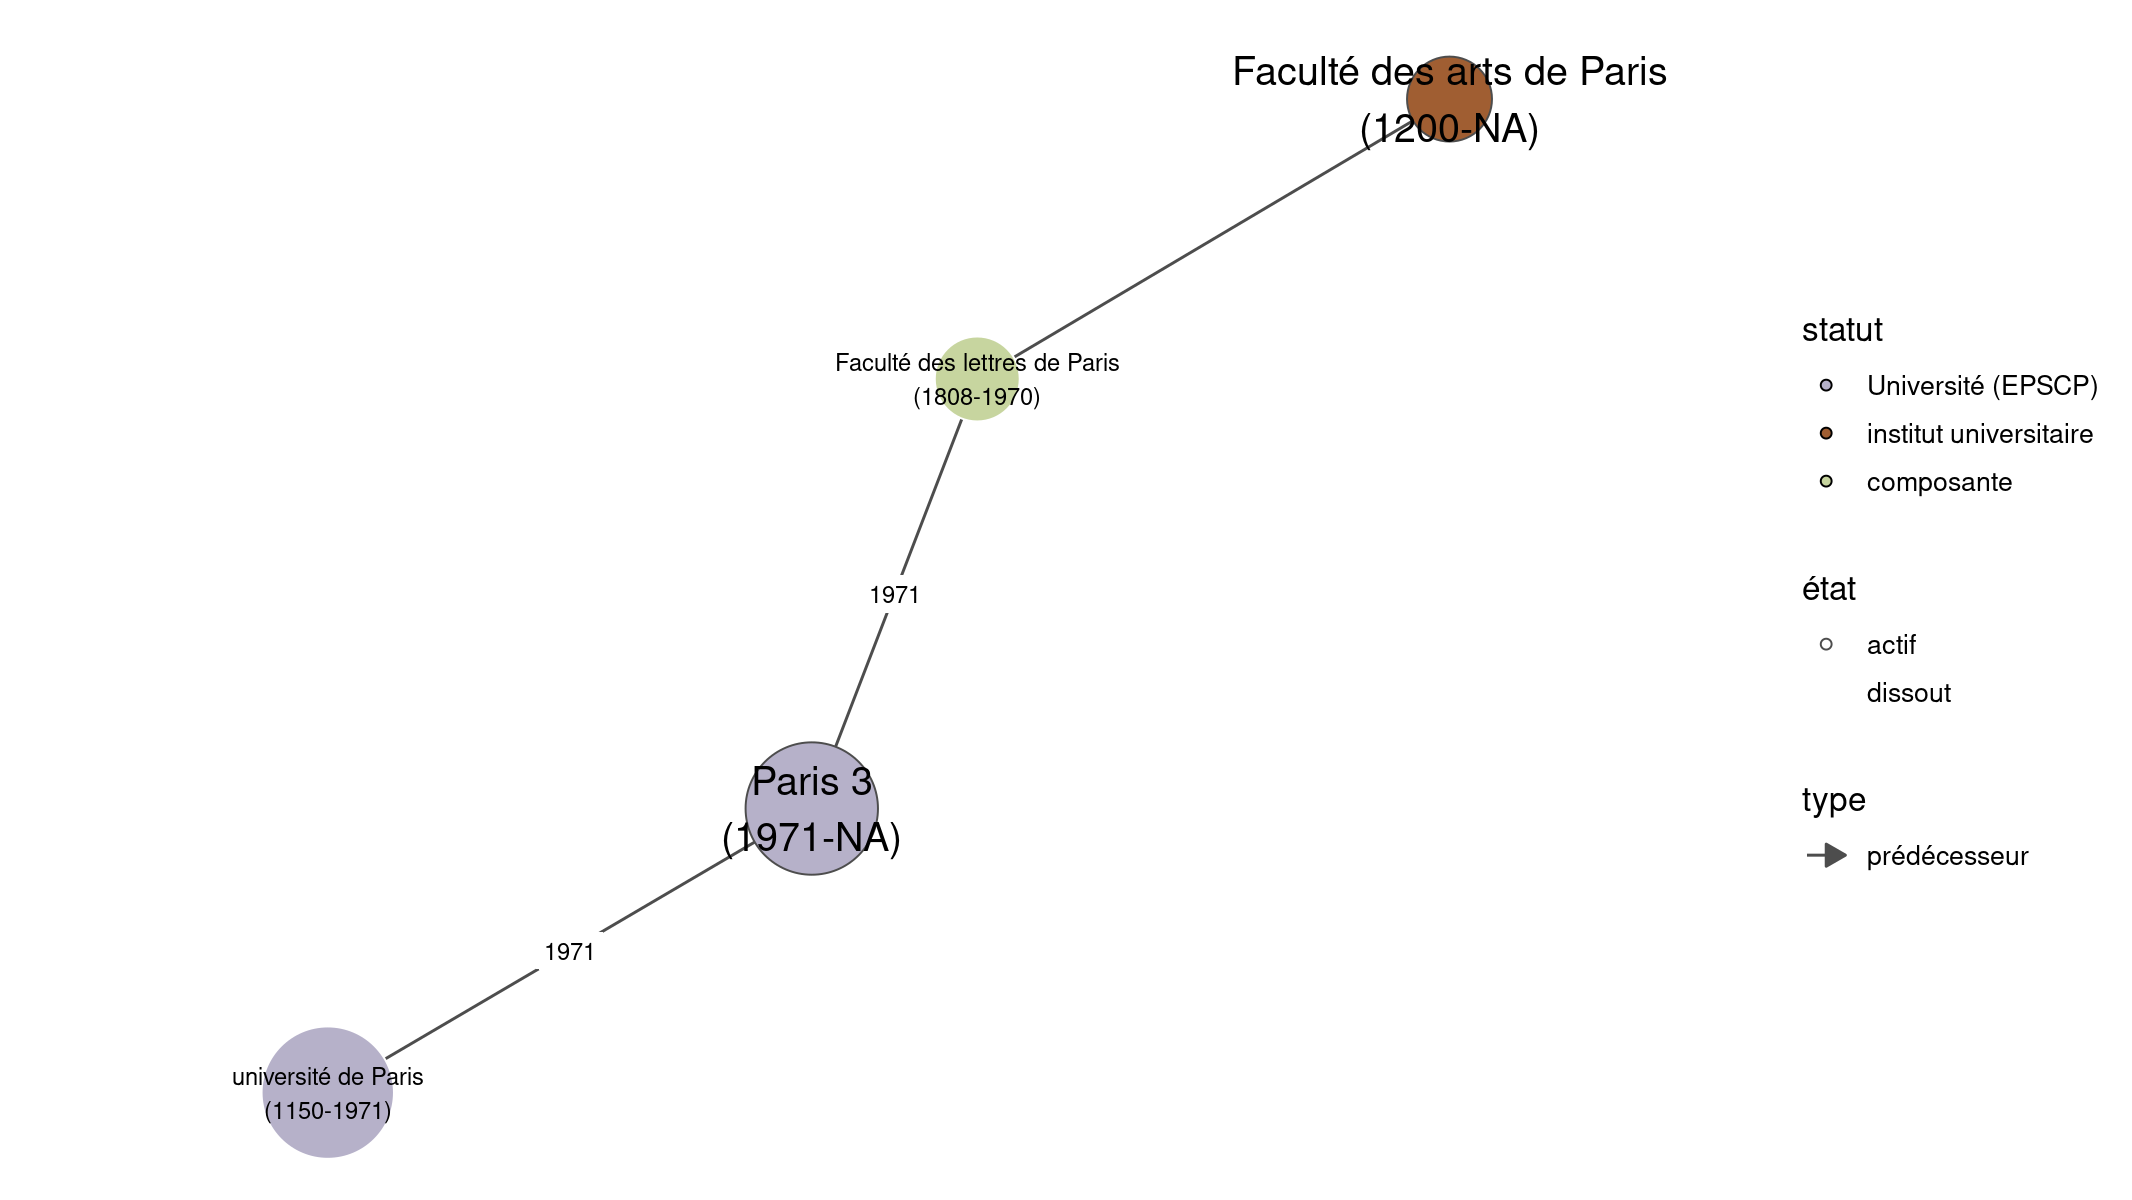 Faculté des arts de Paris
(1200-NA)
Faculté des lettres de Paris
(1808-1970)
1971
Paris 3
(1971-NA)
1971
université de Paris
(1150-1971)
statut
Université (EPSCP)
institut universitaire
composante
état
actif
dissout
type
prédécesseur